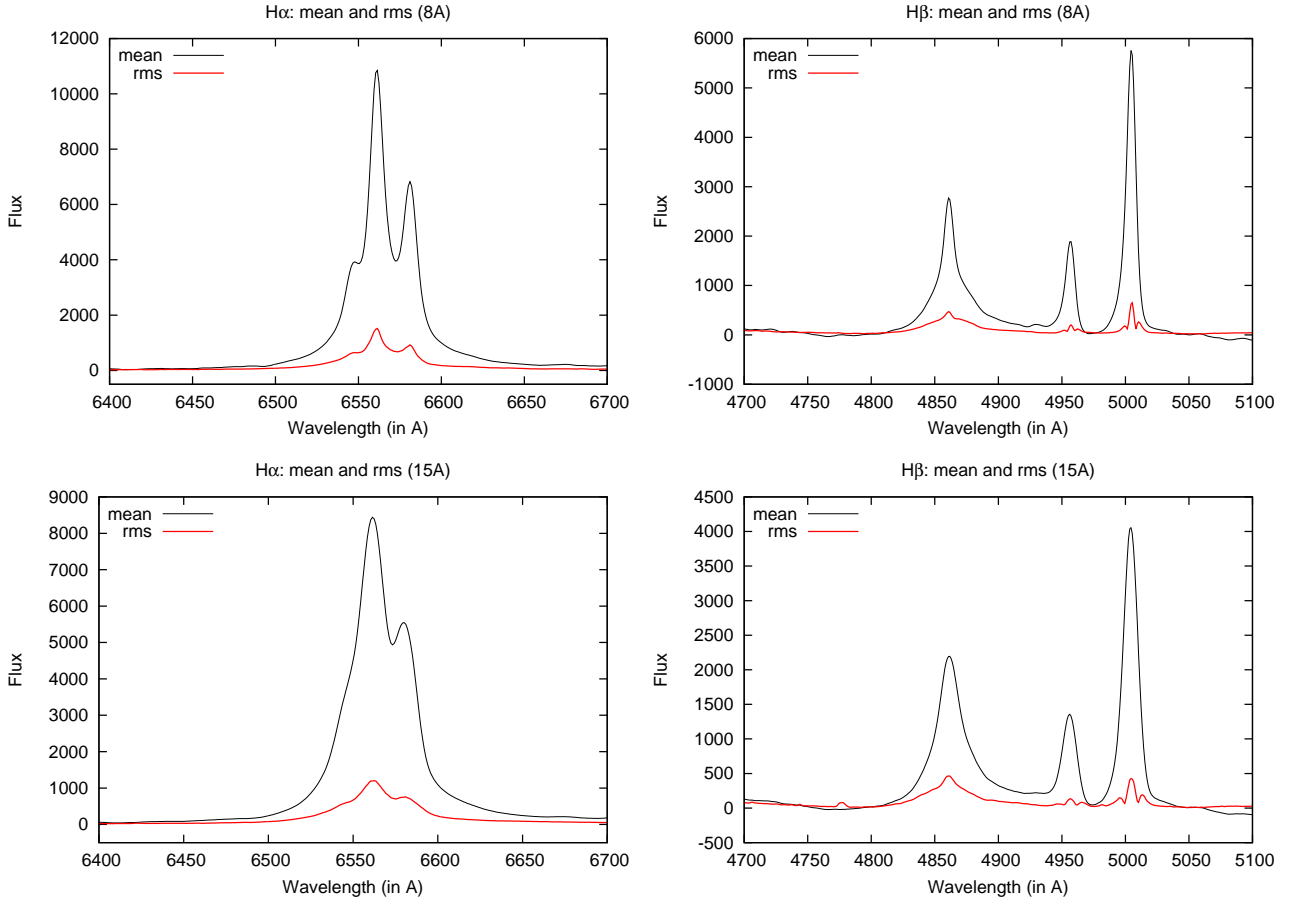 Hα: mean and rms (8A)
12000
10000
8000
6000
4000
2000
0
Flux
mean
rms
6400 6450 6500 6550 6600 6650 6700
Wavelength (in A)
Hβ: mean and rms (8A)
6000
5000
4000
3000
2000
1000
0
-1000
Flux
mean
rms
4700 4750 4800 4850 4900 4950 5000 5050 5100
Wavelength (in A)
Hα: mean and rms (15A)
9000
8000
7000
6000
5000
4000
3000
2000
1000
0
Flux
mean
rms
6400 6450 6500 6550 6600 6650 6700
Wavelength (in A)
Hβ: mean and rms (15A)
4500
4000
3500
3000
2500
2000
1500
1000
500
0
-500
Flux
mean
rms
4700 4750 4800 4850 4900 4950 5000 5050 5100
Wavelength (in A)